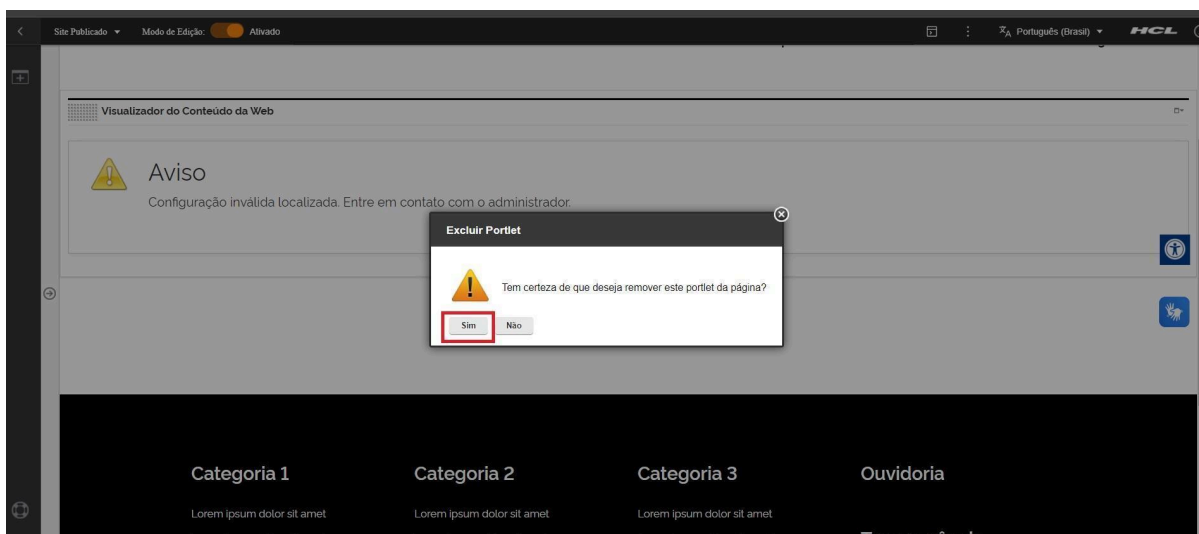 Site Publicado Modo de Edição: Ativado Português (Brasil) HCL
Visualizador do Conteúdo da Web
Aviso
Configuração inválida localizada. Entre em contato com o administrador.
Excluir Portlet
Tem certeza de que deseja remover este portlet da página?
Sim Não
Categoria 1 Categoria 2 Categoria 3 Ouvidoria
Lorem ipsum dolor sit amet Lorem ipsum dolor sit amet Lorem ipsum dolor sit amet